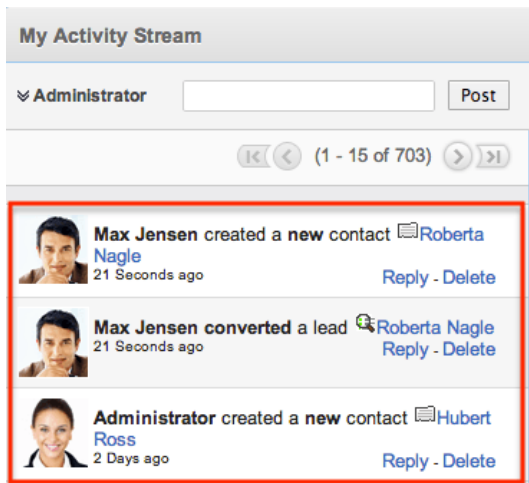 My Activity Stream
Administrator
Post
(1 - 15 of 703)
Max Jensen created a new contact Roberta
Nagle
21 Seconds ago
Reply - Delete
Max Jensen converted a lead Roberta Nagle
21 Seconds ago
Reply - Delete
Administrator created a new contact Hubert
Ross
2 Days ago
Reply - Delete